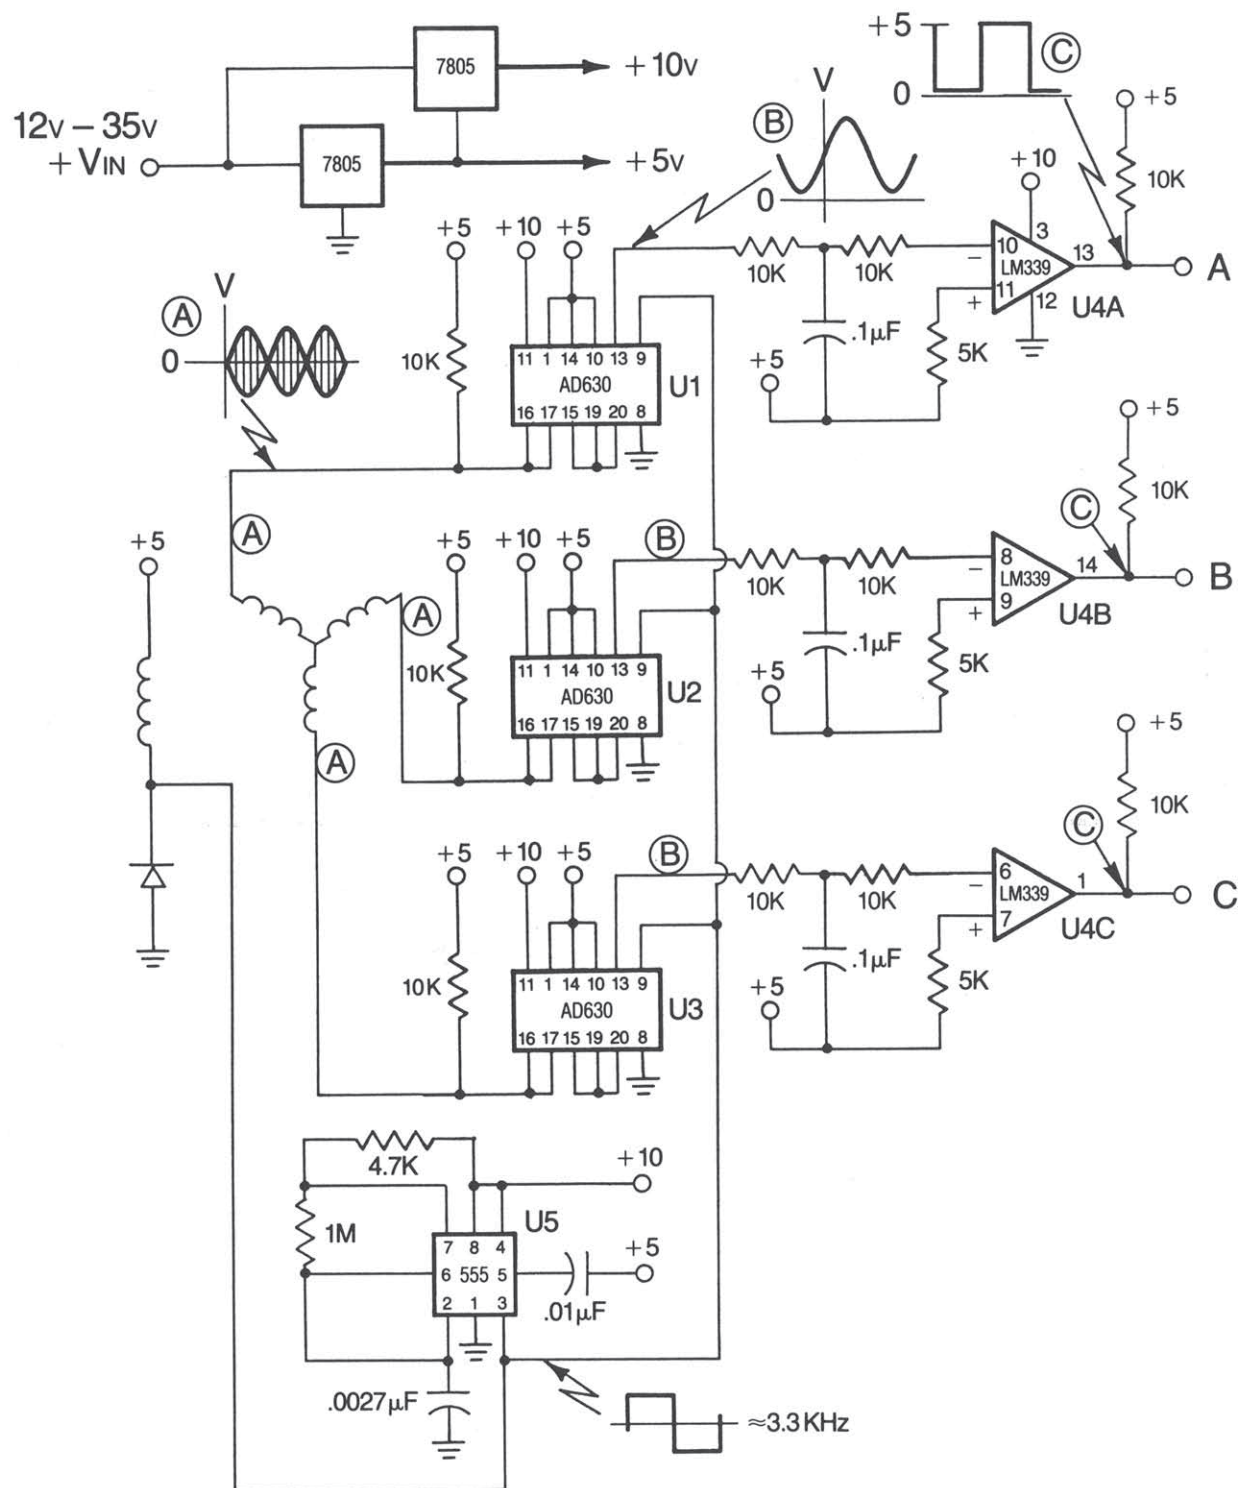 7805
+10V
12V – 35V
+ VIN
7805
+5V
+5
0
C
V
B
0
+5
10K
+10
3
10
–
LM339
11
+
13
12
U4A
A
10K
10K
.1µF
+5
5K
+5
+10
+5
10K
11 1 14 10 13 9
AD630
16 17 15 19 20 8
U1
V
A
0
A
+5
+5
+10
+5
B
10K
11 1 14 10 13 9
AD630
16 17 15 19 20 8
U2
A
10K
10K
.1µF
+5
5K
8
–
LM339
9
+
14
U4B
C
+5
10K
B
A
+5
+10
+5
B
10K
11 1 14 10 13 9
AD630
16 17 15 19 20 8
U3
10K
10K
.1µF
+5
5K
6
–
LM339
7
+
1
U4C
C
+5
10K
C
4.7K
+10
1M
U5
7 8 4
6 555 5
2 1 3
+5
.01µF
.0027µF
≈3.3 KHz